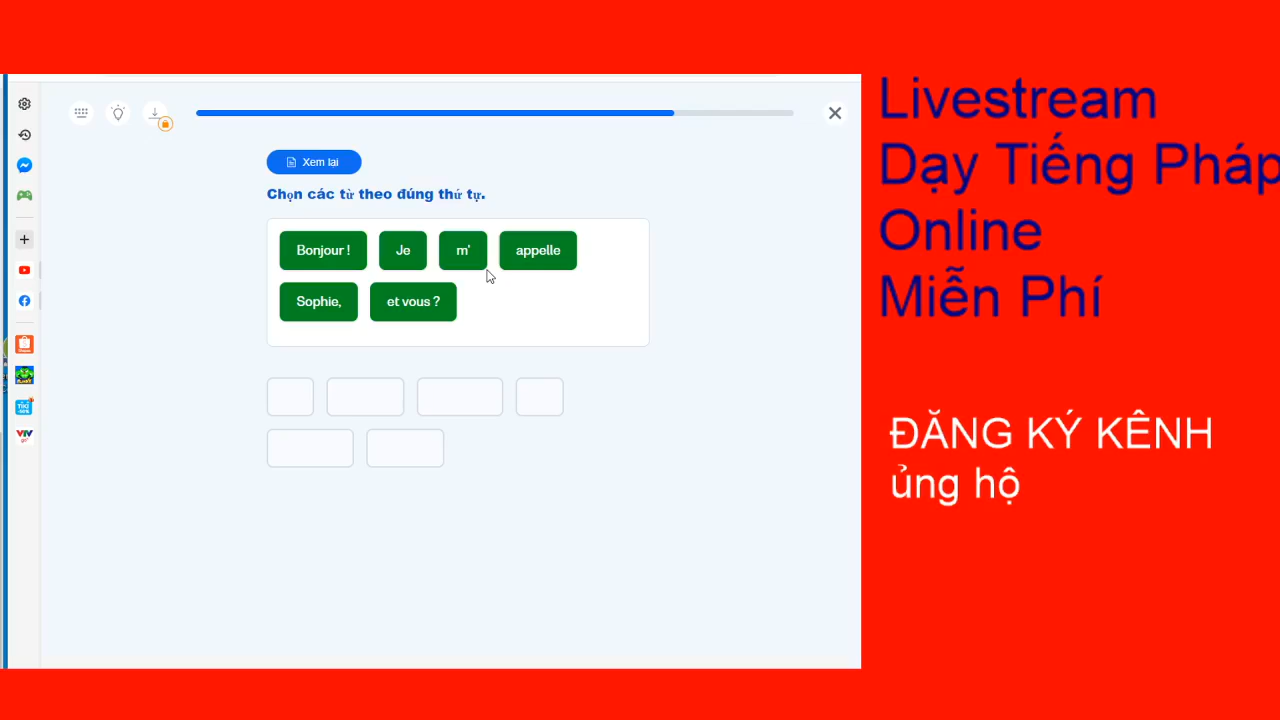 Xem lai
Chọn các từ theo đúng thứ tự.
Bonjour ! Je m' appelle
Sophie, et vous ?
Livestream
Dạy Tiếng Pháp
Online
Miễn Phí
ĐĂNG KÝ KÊNH
ủng hộ